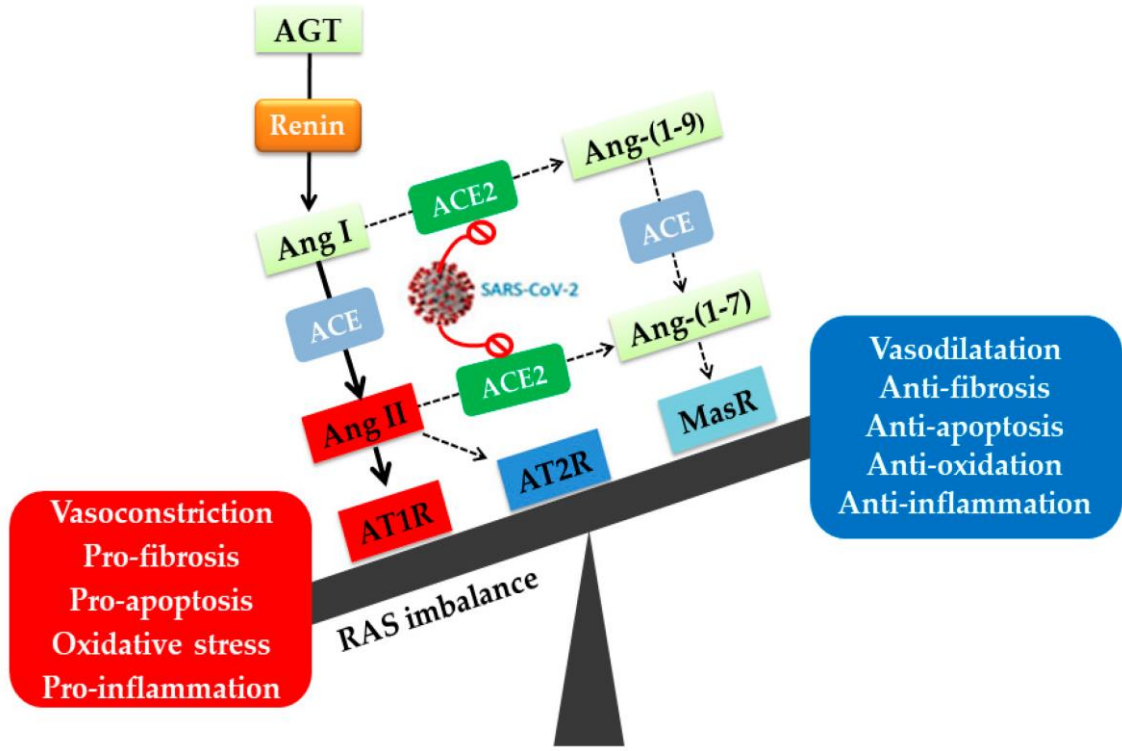 AGT
Renin
Ang I
ACE2
Ang-(1-9)
ACE
SARS-CoV-2
ACE
Ang-(1-7)
ACE2
Ang II
MasR
AT2R
AT1R
Vasodilatation
Anti-fibrosis
Anti-apoptosis
Anti-oxidation
Anti-inflammation
Vasoconstriction
Pro-fibrosis
Pro-apoptosis
Oxidative stress
Pro-inflammation
RAS imbalance